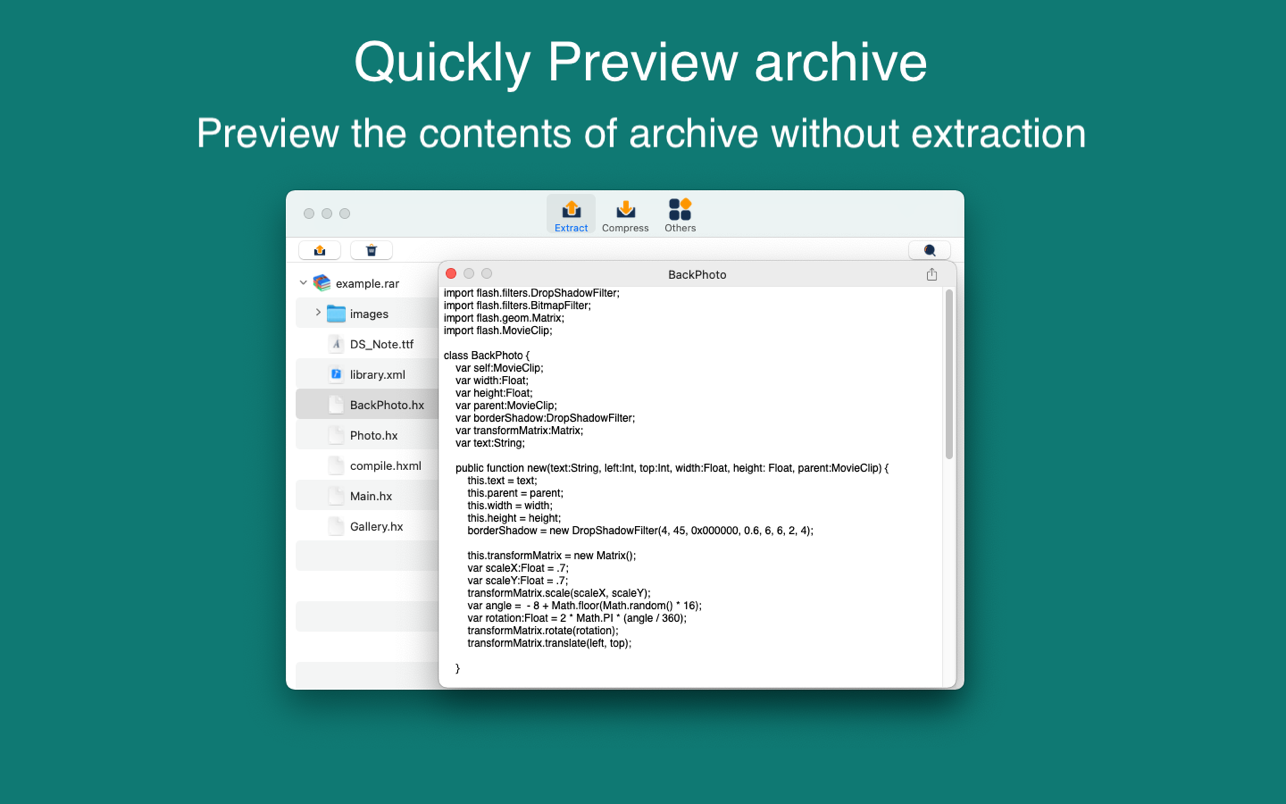 Quickly Preview archive
Preview the contents of archive without extraction
Extract
Compress
Others
example.rar
images
DS_Note.ttf
library.xml
BackPhoto.hx
Photo.hx
compile.hxml
Main.hx
Gallery.hx
BackPhoto
import flash.filters.DropShadowFilter;
import flash.filters.BitmapFilter;
import flash.geom.Matrix;
import flash.MovieClip;
class BackPhoto {
var self:MovieClip;
var width:Float;
var height:Float;
var parent:MovieClip;
var borderShadow:DropShadowFilter;
var transformMatrix:Matrix;
var text:String;
public function new(text:String, left:Int, top:Int, width:Float, height: Float, parent:MovieClip) {
this.text = text;
this.parent = parent;
this.width = width;
this.height = height;
borderShadow = new DropShadowFilter(4, 45, 0x000000, 0.6, 6, 6, 2, 4);
this.transformMatrix = new Matrix();
var scaleX:Float = .7;
var scaleY:Float = .7;
transformMatrix.scale(scaleX, scaleY);
var angle =  - 8 + Math.floor(Math.random() * 16);
var rotation:Float = 2 * Math.PI * (angle / 360);
transformMatrix.rotate(rotation);
transformMatrix.translate(left, top);
}